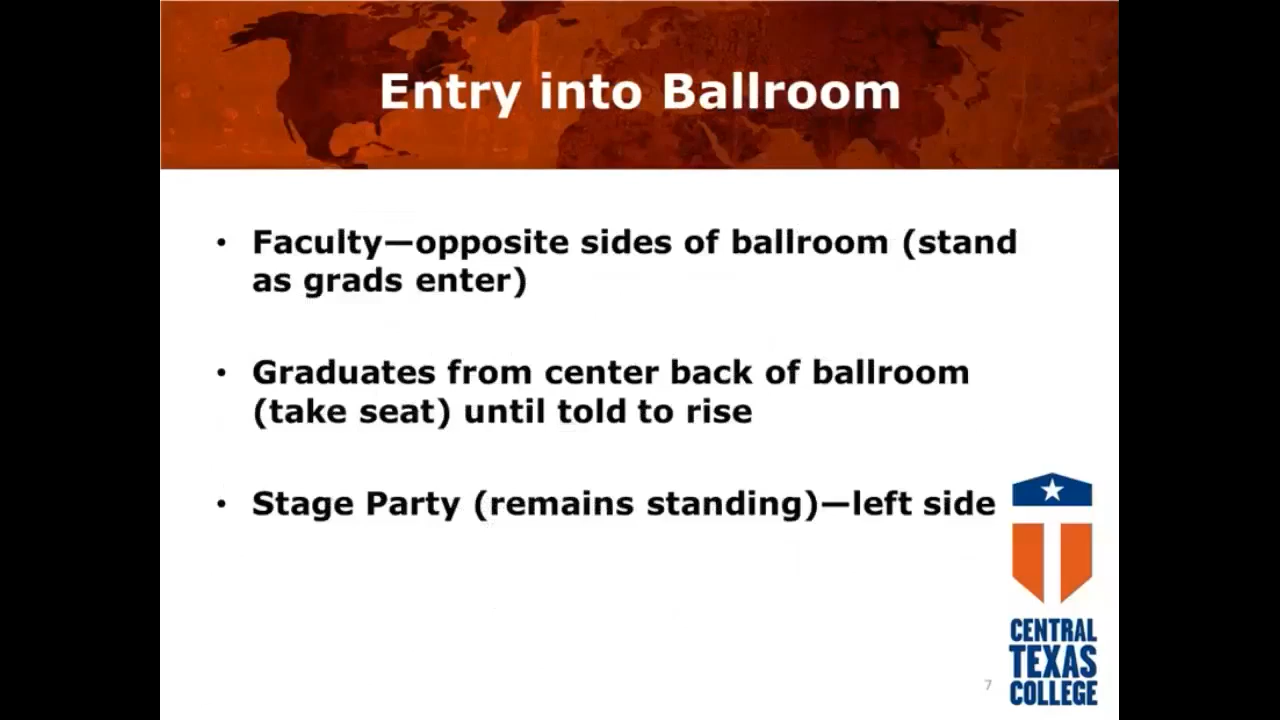 Entry into Ballroom
• Faculty—opposite sides of ballroom (stand
as grads enter)
• Graduates from center back of ballroom
(take seat) until told to rise
• Stage Party (remains standing)—left side
CENTRAL
TEXAS
COLLEGE
7